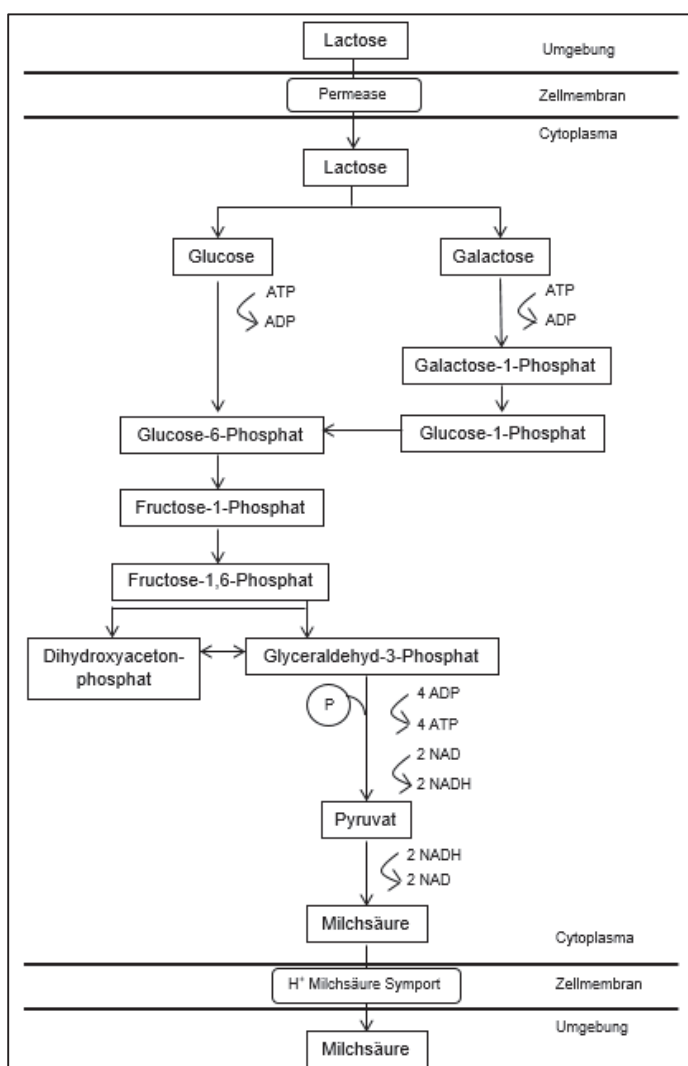 Lactose
Umgebung
Permease
Zellmembran
Cytoplasma
Lactose
Glucose
Galactose
ATP
ADP
ATP
ADP
Galactose-1-Phosphat
Glucose-6-Phosphat
Glucose-1-Phosphat
Fructose-1-Phosphat
Fructose-1,6-Phosphat
Dihydroxyaceton-
phosphat
Glyceraldehyd-3-Phosphat
P
4 ADP
4 ATP
2 NAD
2 NADH
Pyruvat
2 NADH
2 NAD
Milchsäure
Cytoplasma
H⁺ Milchsäure Symport
Zellmembran
Umgebung
Milchsäure